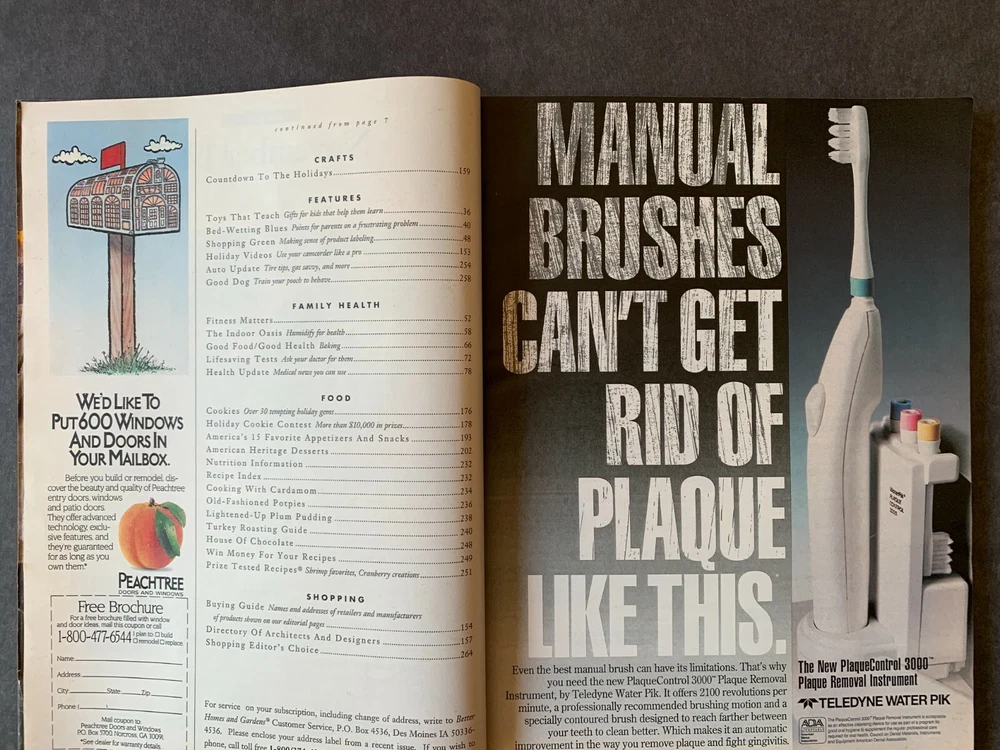 WE'D LIKE TO
PUT 600 WINDOWS
AND DOORS IN
YOUR MAILBOX.
Before you build or remodel, dis-
cover the beauty and quality of Peachtree
entry doors, windows
and patio doors.
They offer advanced
technology, exclu-
sive features, and
they're guaranteed
for as long as you
own them.*
PEACHTREE
DOORS AND WINDOWS
Free Brochure
For a free brochure filled with window
and door ideas, mail this coupon or call
1-800-477-6544 I plan to: ☐ build
☐ remodel ☐ replace
Name
Address
City State Zip
Phone (
Mail coupon to:
Peachtree Doors and Windows
P.O. Box 5700, Norcross, GA 30091.
*See dealer for warranty details.
continued from page 7
CRAFTS
Countdown To The Holidays 159
FEATURES
Toys That Teach Gifts for kids that help them learn 36
Bed-Wetting Blues Points for parents on a frustrating problem 40
Shopping Green Making sense of product labeling 48
Holiday Videos Use your camcorder like a pro 153
Auto Update Tire tips, gas savvy, and more 254
Good Dog Train your pooch to behave 258
FAMILY HEALTH
Fitness Matters 52
The Indoor Oasis Humidify for health 58
Good Food/Good Health Baking 66
Lifesaving Tests Ask your doctor for them 72
Health Update Medical news you can use 78
FOOD
Cookies Over 30 tempting holiday gems 176
Holiday Cookie Contest More than $10,000 in prizes 178
America's 15 Favorite Appetizers And Snacks 193
American Heritage Desserts 202
Nutrition Information 232
Recipe Index 232
Cooking With Cardamom 234
Old-Fashioned Potpies 236
Lightened-Up Plum Pudding 238
Turkey Roasting Guide 240
House Of Chocolate 248
Win Money For Your Recipes 249
Prize Tested Recipes® Shrimp favorites, Cranberry creations 251
SHOPPING
Buying Guide Names and addresses of retailers and manufacturers
of products shown on our editorial pages 154
Directory Of Architects And Designers 157
Shopping Editor's Choice 264
For service on your subscription, including change of address, write to Better
Homes and Gardens® Customer Service, P.O. Box 4536, Des Moines IA 50336-
4536. Please enclose your address label from a recent issue. If you wish to
phone, call toll free
MANUAL
BRUSHES
CAN'T GET
RID OF
PLAQUE
LIKE THIS.
Even the best manual brush can have its limitations. That's why
you need the new PlaqueControl 3000™ Plaque Removal
Instrument, by Teledyne Water Pik. It offers 2100 revolutions per
minute, a professionally recommended brushing motion and a
specially contoured brush designed to reach farther between
your teeth to clean better. Which makes it an automatic
improvement in the way you remove plaque and fight gingivitis.
PLAQUE
CONTROL
3000
The New PlaqueControl 3000™
Plaque Removal Instrument
TELEDYNE WATER PIK
ADA